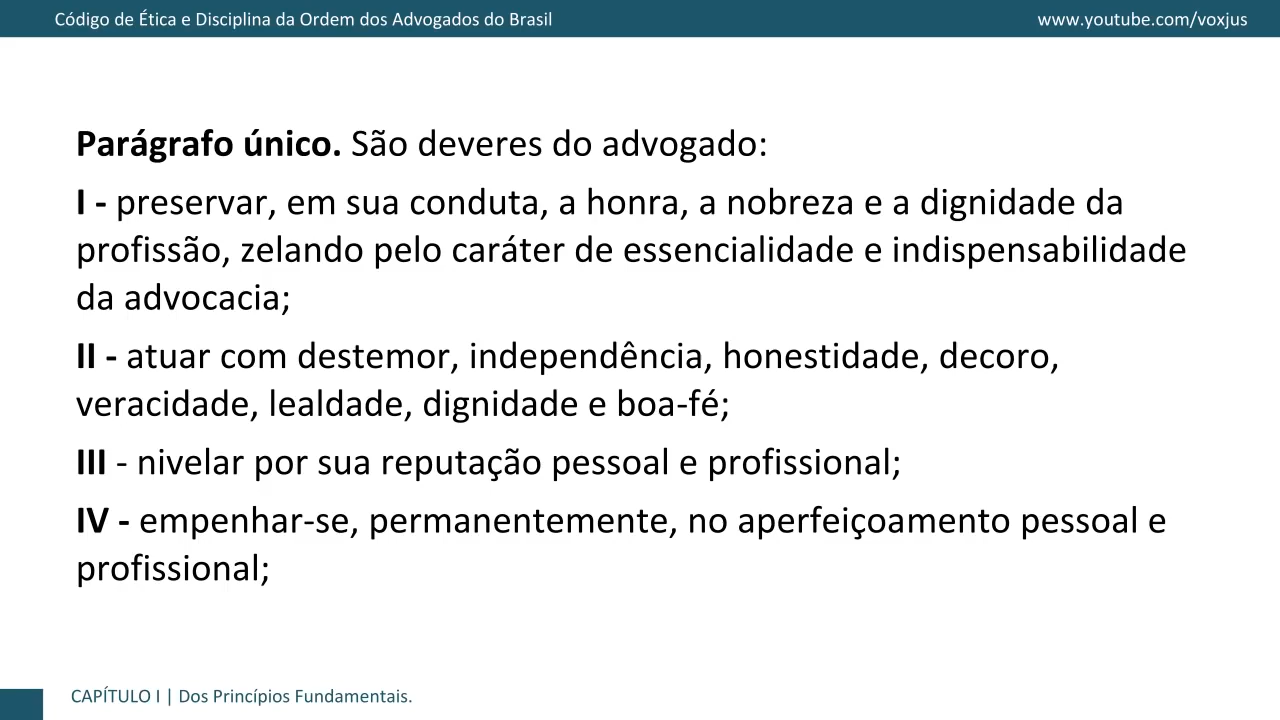 Código de Ética e Disciplina da Ordem dos Advogados do Brasil
www.youtube.com/voxjus
Parágrafo único. São deveres do advogado:
I - preservar, em sua conduta, a honra, a nobreza e a dignidade da
profissão, zelando pelo caráter de essencialidade e indispensabilidade
da advocacia;
II - atuar com destemor, independência, honestidade, decoro,
veracidade, lealdade, dignidade e boa-fé;
III - nivelar por sua reputação pessoal e profissional;
IV - empenhar-se, permanentemente, no aperfeiçoamento pessoal e
profissional;
CAPÍTULO I | Dos Princípios Fundamentais.